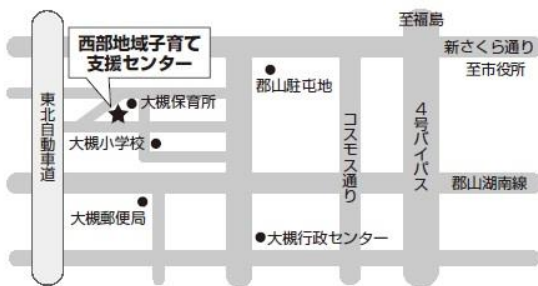 至福島
西部地域子育て
支援センター
新さくら通り
至市役所
郡山駐屯地
大槻保育所
大槻小学校
東北自動車道
コスモス通り
4号バイパス
郡山湖南線
大槻郵便局
大槻行政センター